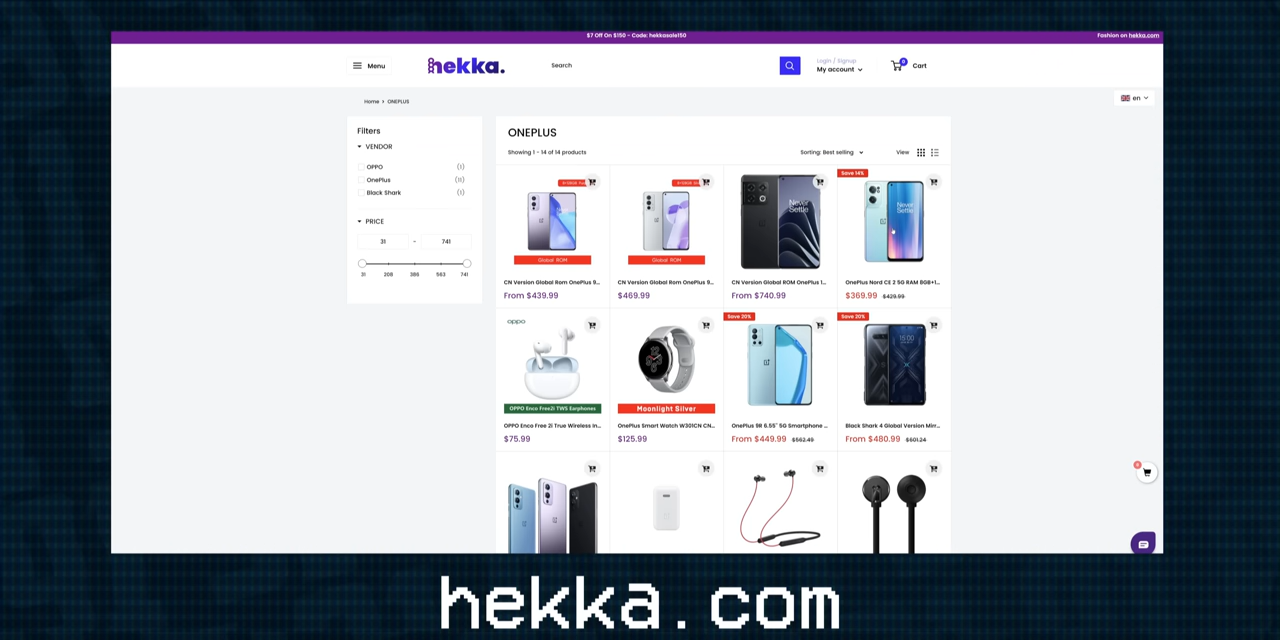 $7 Off On $150 - Code: hekkasale150
Fashion on hekka.com
Menu
hekka.
Search
Login / Signup
My account
0
Cart
Home › ONEPLUS
en
Filters
VENDOR
OPPO (1)
OnePlus (11)
Black Shark (1)
PRICE
31 - 741
31 208 386 563 741
ONEPLUS
Showing 1 - 14 of 14 products
Sorting: Best selling
View
Global ROM
CN Version Global Rom OnePlus 9...
From $439.99
Global ROM
CN Version Global Rom OnePlus 9...
$469.99
Never
Settle
CN Version Global ROM OnePlus 1...
From $740.99
Save 14%
Never
Settle
OnePlus Nord CE 2 5G RAM 8GB+1...
$369.99 $429.99
oppo
OPPO Enco Free2i TWS Earphones
OPPO Enco Free 2i True Wireless In...
$75.99
Moonlight Silver
OnePlus Smart Watch W301CN CN...
$125.99
Save 20%
OnePlus 9R 6.55" 5G Smartphone ...
From $449.99 $562.49
Save 20%
15:00
Black Shark 4 Global Version Mirr...
From $480.99 $601.24
0
hekka.com